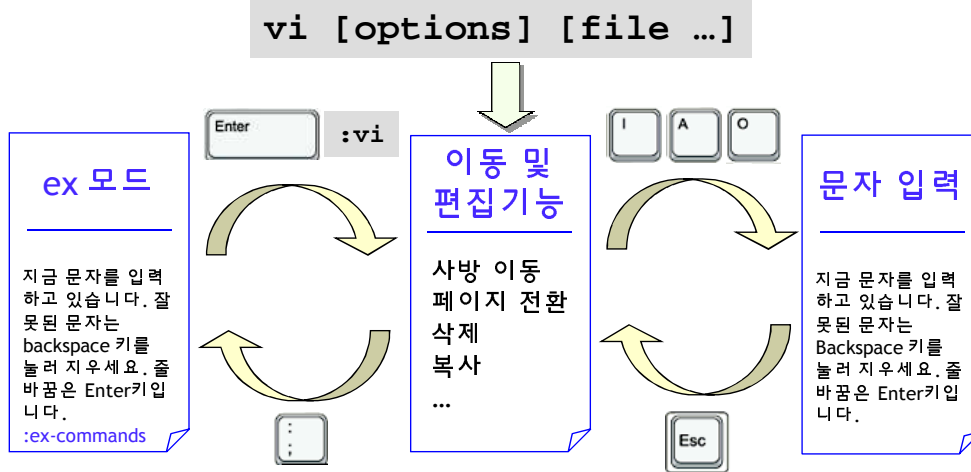 vi [options] [file …]
Enter
:vi
I
A
O
ex 모드
지금 문자를 입력
하고 있습니다. 잘
못된 문자는
backspace 키를
눌러 지우세요. 줄
바꿈은 Enter키입
니다.
:ex-commands
이동 및
편집기능
사방 이동
페이지 전환
삭제
복사
…
문자 입력
지금 문자를 입력
하고 있습니다. 잘
못된 문자는
Backspace 키를
눌러 지우세요. 줄
바꿈은 Enter키입
니다.
:
;
Esc